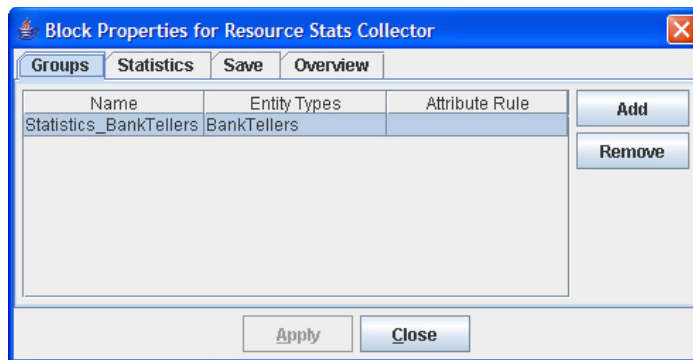 Block Properties for Resource Stats Collector
Groups Statistics Save Overview
Name Entity Types Attribute Rule
Statistics_BankTellers BankTellers
Add
Remove
Apply Close